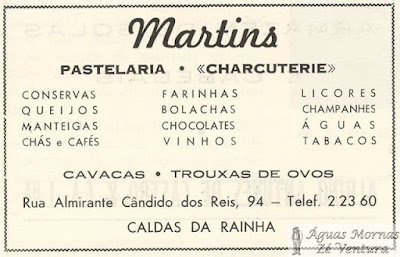 Martins
PASTELARIA • «CHARCUTERIE»
CONSERVAS FARINHAS LICORES
QUEIJOS BOLACHAS CHAMPANHES
MANTEIGAS CHOCOLATES ÁGUAS
CHÁS e CAFÉS VINHOS TABACOS
CAVACAS • TROUXAS DE OVOS
Rua Almirante Cândido dos Reis, 94 — Telef. 2 23 60
CALDAS DA RAINHA
Águas Mornas
Zé Ventura